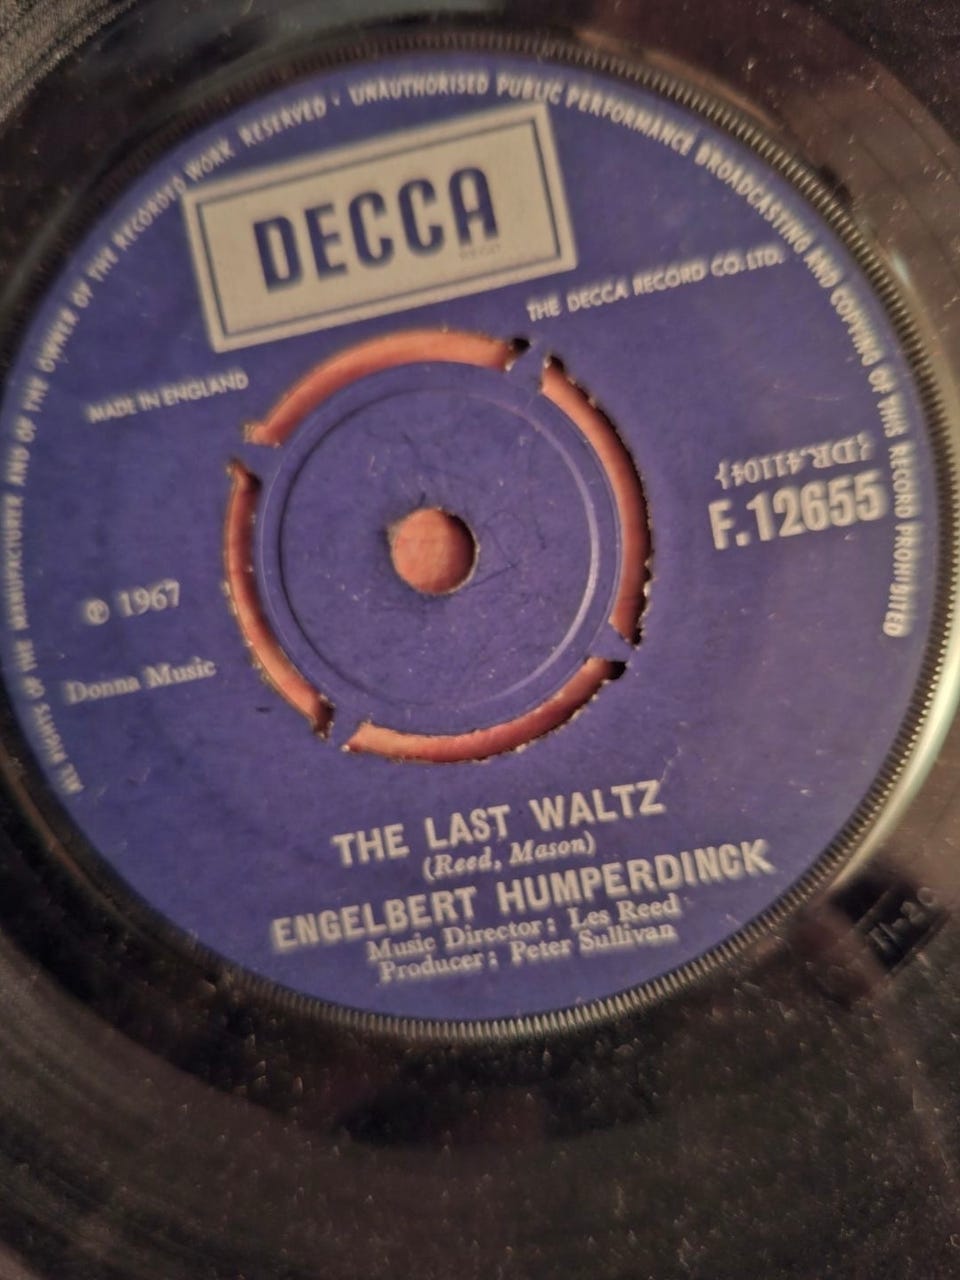 ALL RIGHTS OF THE MANUFACTURER AND OF THE OWNER OF THE RECORDED WORK RESERVED · UNAUTHORISED PUBLIC PERFORMANCE BROADCASTING AND COPYING OF THIS RECORD PROHIBITED
DECCA
REGD
THE DECCA RECORD CO. LTD.
MADE IN ENGLAND
(DR.41104)
F.12655
℗ 1967
Donna Music
THE LAST WALTZ
(Reed, Mason)
ENGELBERT HUMPERDINCK
Music Director: Les Reed
Producer: Peter Sullivan